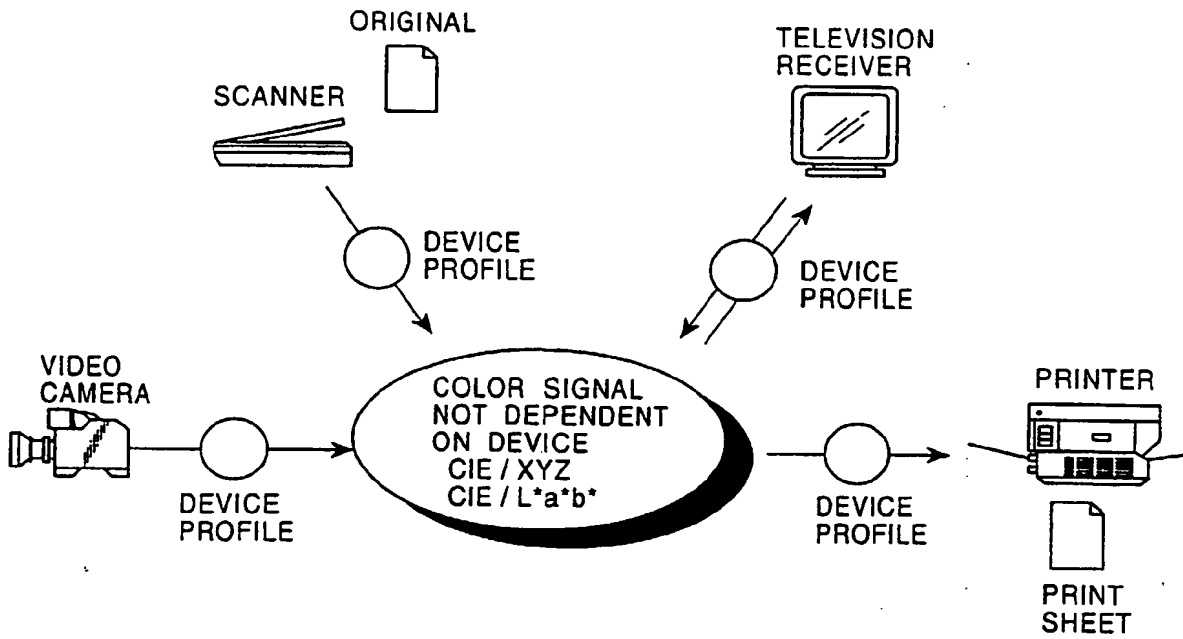 ORIGINAL
SCANNER
TELEVISION
RECEIVER
DEVICE
PROFILE
DEVICE
PROFILE
VIDEO
CAMERA
DEVICE
PROFILE
COLOR SIGNAL
NOT DEPENDENT
ON DEVICE
CIE / XYZ
CIE / L*a*b*
PRINTER
DEVICE
PROFILE
PRINT
SHEET